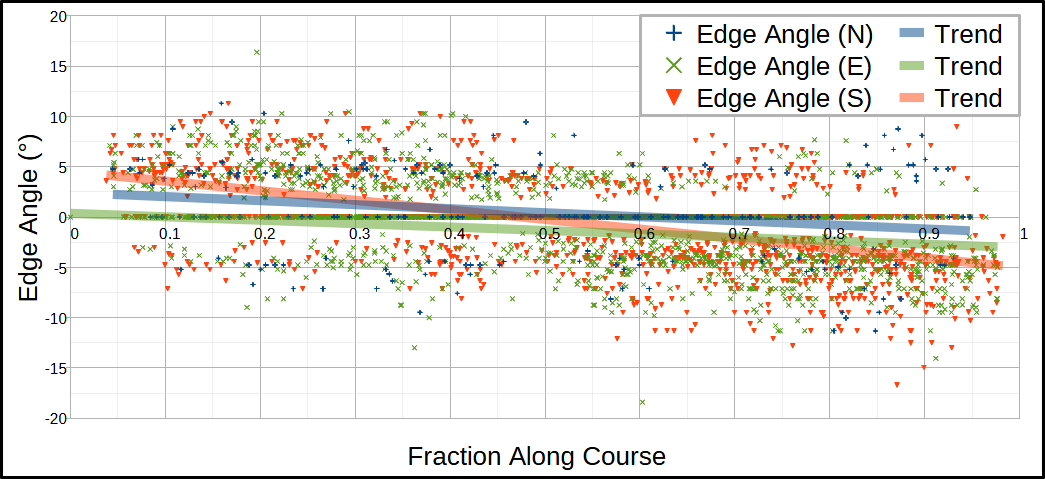 20
Edge Angle (N) Trend
15
Edge Angle (E) Trend
Edge Angle (S) Trend
10
5
0
0 0.1 0.2 0.3 0.4 0.5 0.6 0.7 0.8 0.9 1
-5
-10
-15
-20
Edge Angle (°)
Fraction Along Course